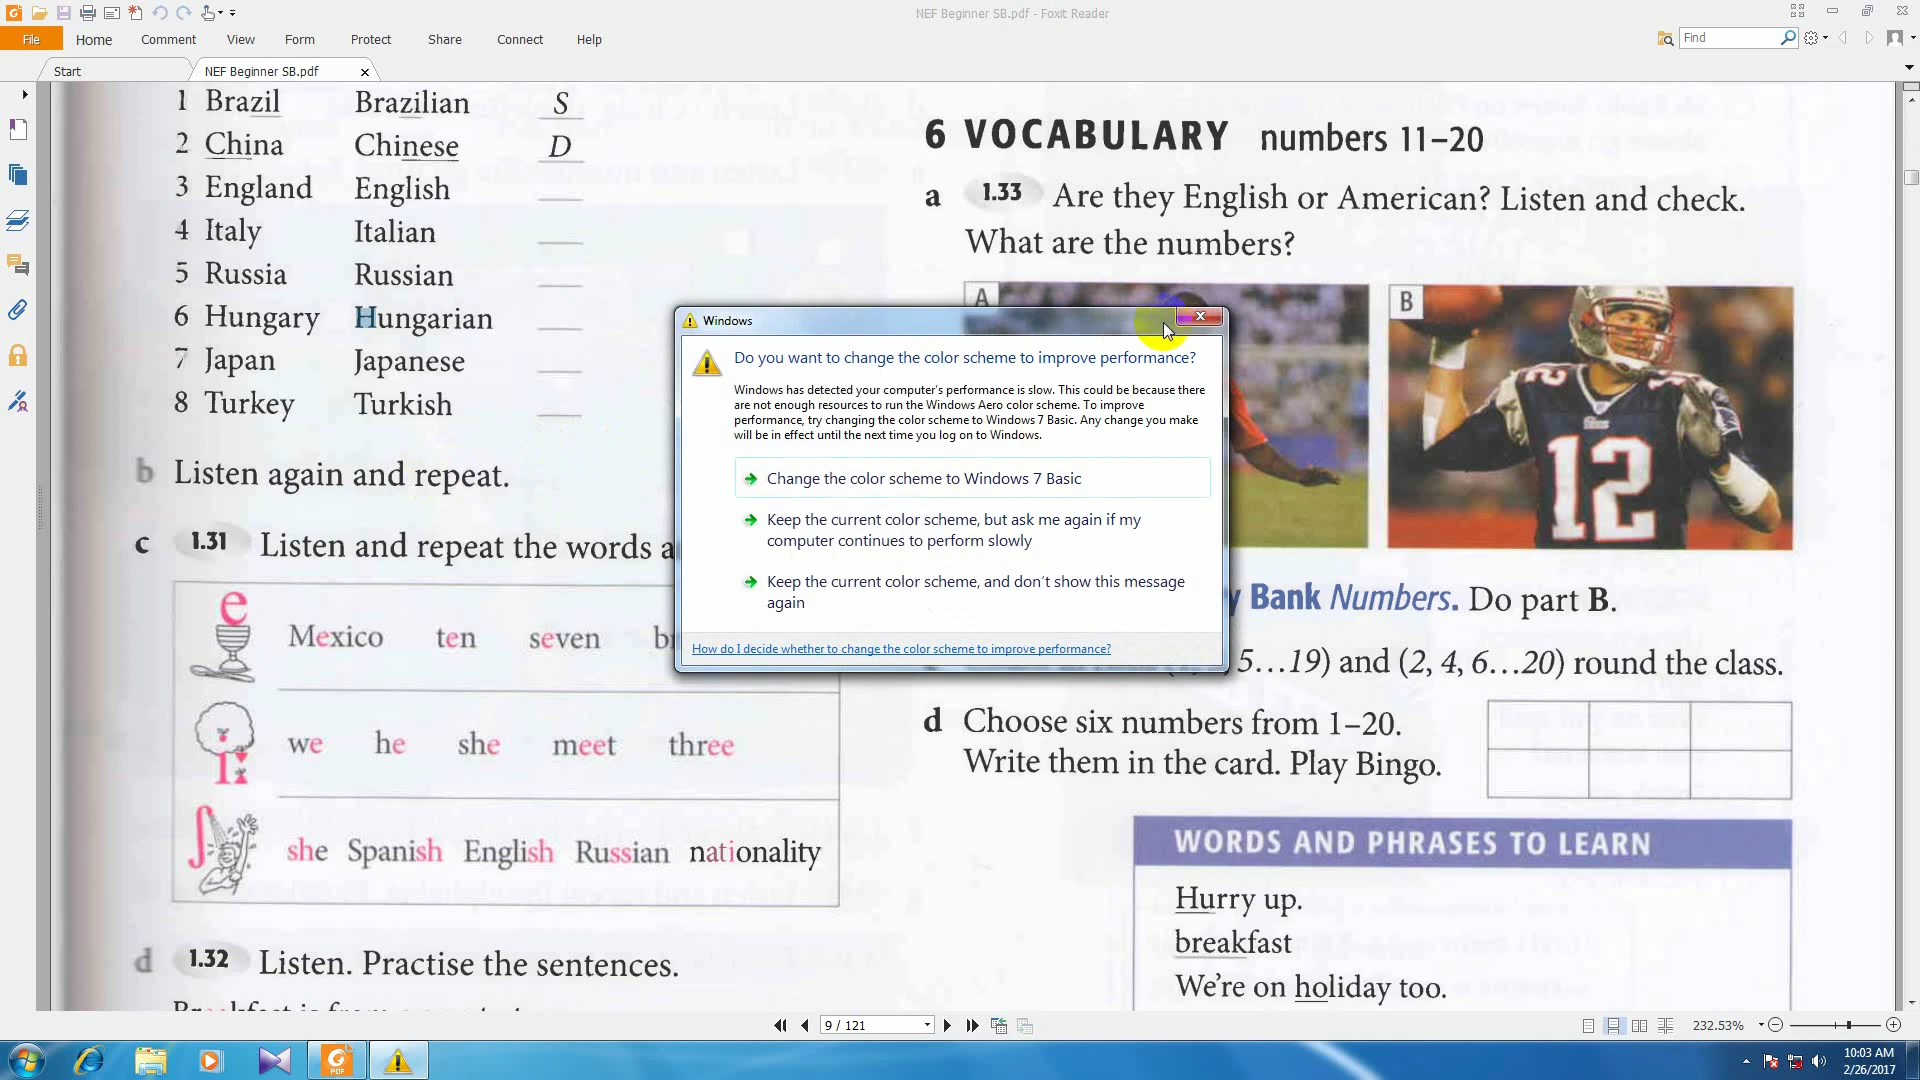 NEF Beginner SB.pdf - Foxit Reader
File Home Comment View Form Protect Share Connect Help
Find
Start
NEF Beginner SB.pdf
1 Brazil Brazilian S
2 China Chinese D
3 England English
4 Italy Italian
5 Russia Russian
6 Hungary Hungarian
7 Japan Japanese
8 Turkey Turkish
b Listen again and repeat.
c 1.31 Listen and repeat the words
e
Mexico ten seven
i:
we he she meet three
ʃ
she Spanish English Russian nationality
d 1.32 Listen. Practise the sentences.
6 VOCABULARY numbers 11–20
a 1.33 Are they English or American? Listen and check.
What are the numbers?
A
B
12
12
Bank Numbers. Do part B.
5…19) and (2, 4, 6…20) round the class.
d Choose six numbers from 1–20.
Write them in the card. Play Bingo.
WORDS AND PHRASES TO LEARN
Hurry up.
breakfast
We’re on holiday too.
Windows
Do you want to change the color scheme to improve performance?
Windows has detected your computer's performance is slow. This could be because there
are not enough resources to run the Windows Aero color scheme. To improve
performance, try changing the color scheme to Windows 7 Basic. Any change you make
will be in effect until the next time you log on to Windows.
Change the color scheme to Windows 7 Basic
Keep the current color scheme, but ask me again if my
computer continues to perform slowly
Keep the current color scheme, and don't show this message
again
How do I decide whether to change the color scheme to improve performance?
9 / 121
232.53%
PDF
10:03 AM
2/26/2017